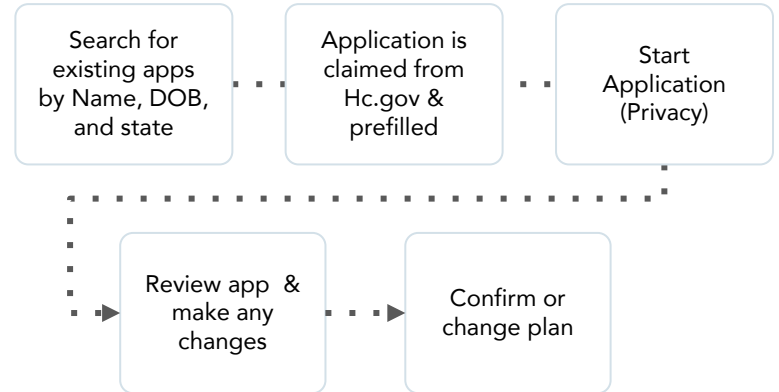 Search for
existing apps
by Name, DOB,
and state
Application is
claimed from
Hc.gov &
prefilled
Start
Application
(Privacy)
Review app  &
make any
changes
Confirm or
change plan